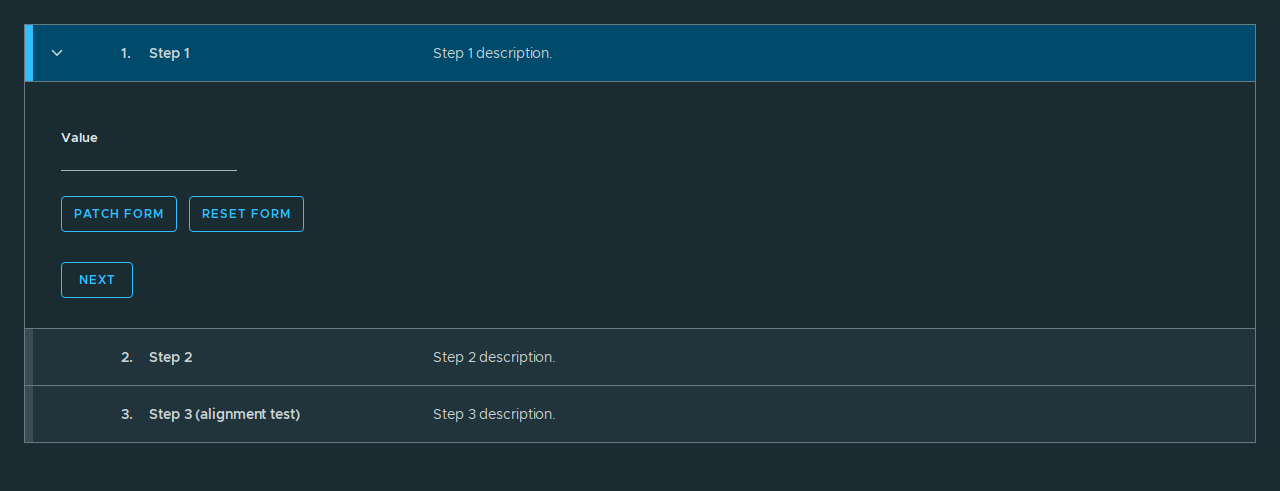 1. Step 1 Step 1 description.
Value
PATCH FORM RESET FORM
NEXT
2. Step 2 Step 2 description.
3. Step 3 (alignment test) Step 3 description.